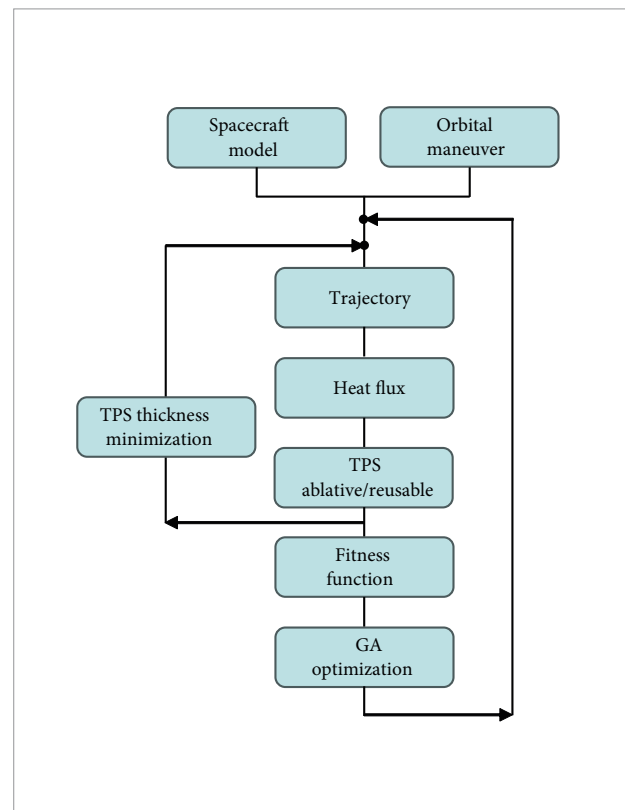 Spacecraft
model
Orbital
maneuver
Trajectory
Heat flux
TPS thickness
minimization
TPS
ablative/reusable
Fitness
function
GA
optimization